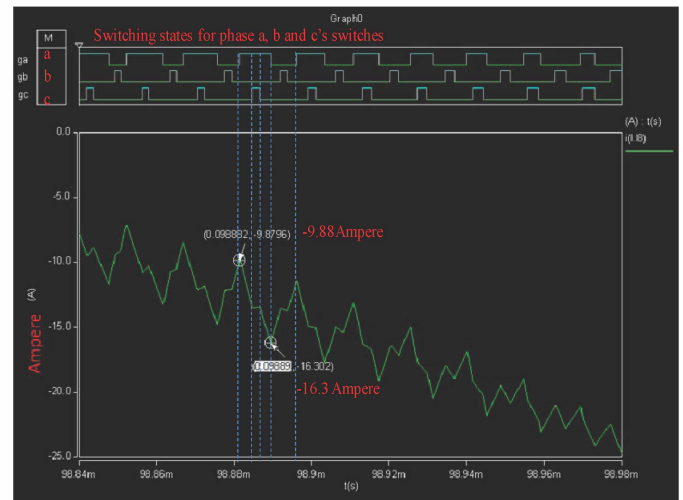 Graph0
M
Switching states for phase a, b and c's switches
ga a
gb b
gc c
(A) : t(s)
0.0
-5.0
(0.098882, -9.8796)
-9.88 Ampere
-10.0
(A)
Ampere
-15.0
(0.09889, -16.302)
-16.3 Ampere
-20.0
-25.0
98.84m 98.86m 98.88m 98.9m 98.92m 98.94m 98.96m 98.98m
t(s)